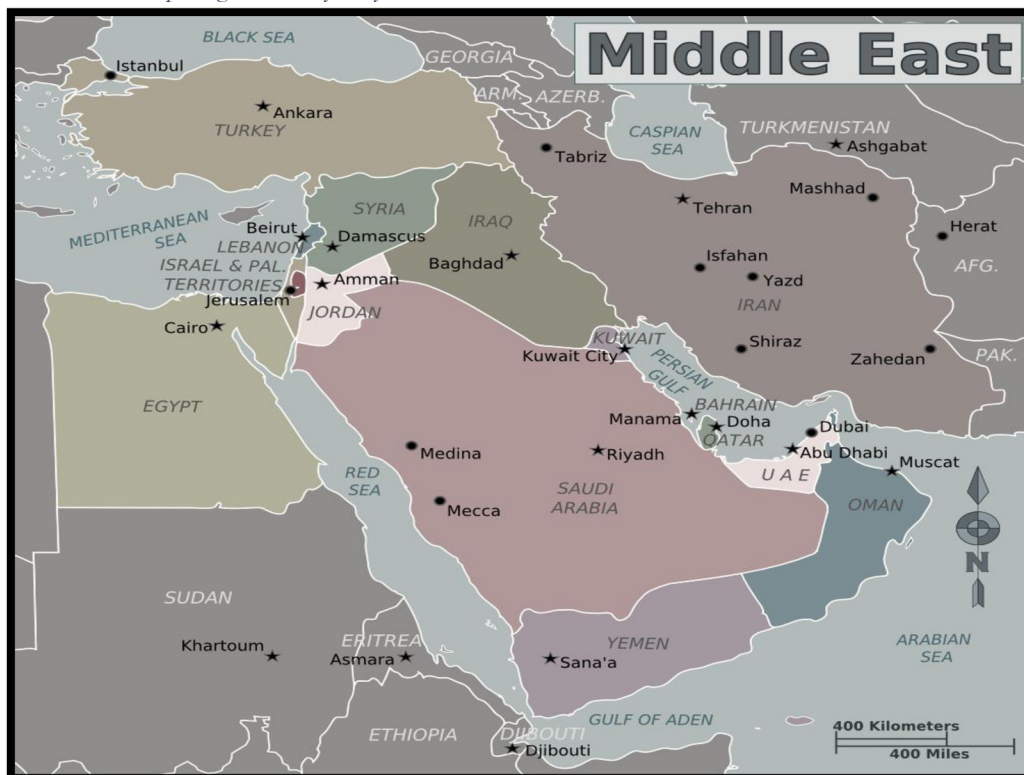 Middle East
BLACK SEA
GEORGIA
Istanbul
ARM.
AZERB.
Ankara
TURKEY
CASPIAN
SEA
TURKMENISTAN
Ashgabat
Tabriz
Mashhad
Tehran
SYRIA
IRAQ
Herat
MEDITERRANEAN
SEA
Beirut
Damascus
LEBANON
Baghdad
Isfahan
AFG.
ISRAEL & PAL.
TERRITORIES
Amman
Yazd
Jerusalem
IRAN
JORDAN
Cairo
KUWAIT
Shiraz
Kuwait City
Zahedan
PAK.
PERSIAN
GULF
EGYPT
BAHRAIN
Manama
Doha
Dubai
QATAR
Medina
Riyadh
Abu Dhabi
Muscat
RED
SEA
U A E
SAUDI
ARABIA
OMAN
Mecca
N
SUDAN
Khartoum
ERITREA
Asmara
YEMEN
Sana'a
ARABIAN
SEA
GULF OF ADEN
ETHIOPIA
DJIBOUTI
Djibouti
400 Kilometers
400 Miles